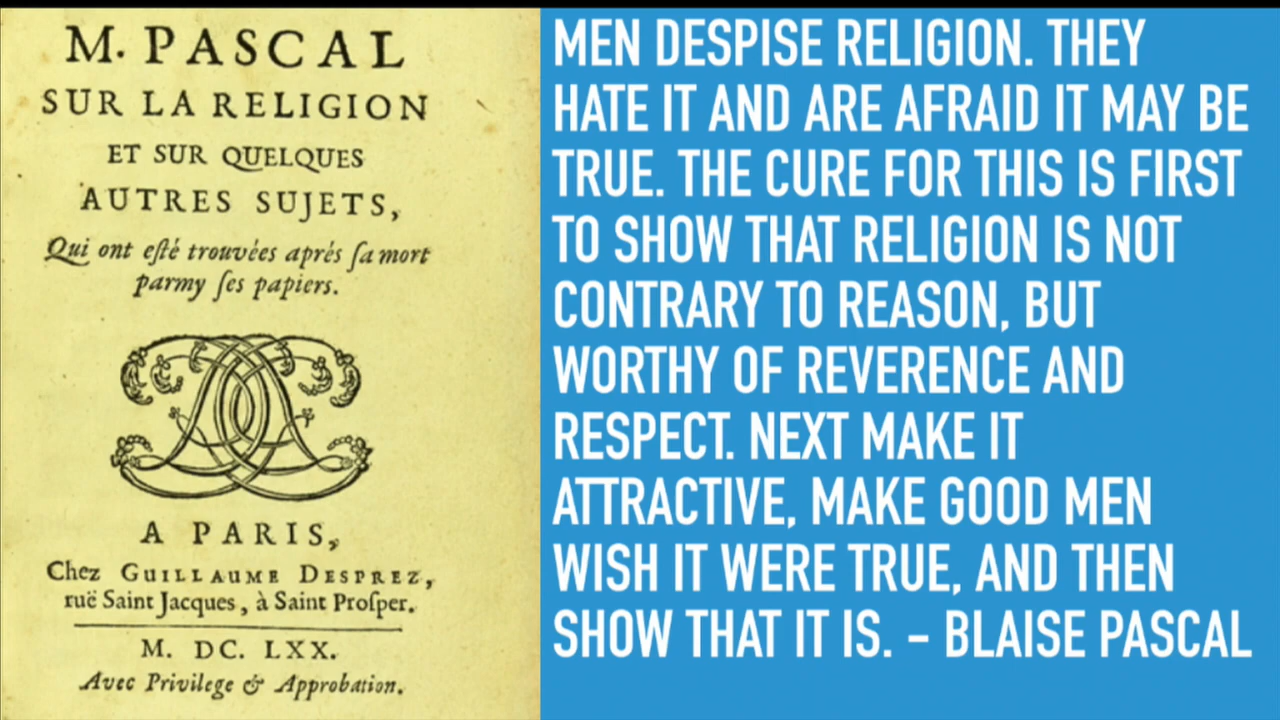 M. PASCAL
SUR LA RELIGION
ET SUR QUELQUES
AUTRES SUJETS,
Qui ont eſté trouvées aprés ſa mort
parmy ſes papiers.
A PARIS,
Chez GUILLAUME DESPREZ,
ruë Saint Jacques, à Saint Proſper.
M. DC. LXX.
Avec Privilege & Approbation.
MEN DESPISE RELIGION. THEY
HATE IT AND ARE AFRAID IT MAY BE
TRUE. THE CURE FOR THIS IS FIRST
TO SHOW THAT RELIGION IS NOT
CONTRARY TO REASON, BUT
WORTHY OF REVERENCE AND
RESPECT. NEXT MAKE IT
ATTRACTIVE, MAKE GOOD MEN
WISH IT WERE TRUE, AND THEN
SHOW THAT IT IS. – BLAISE PASCAL